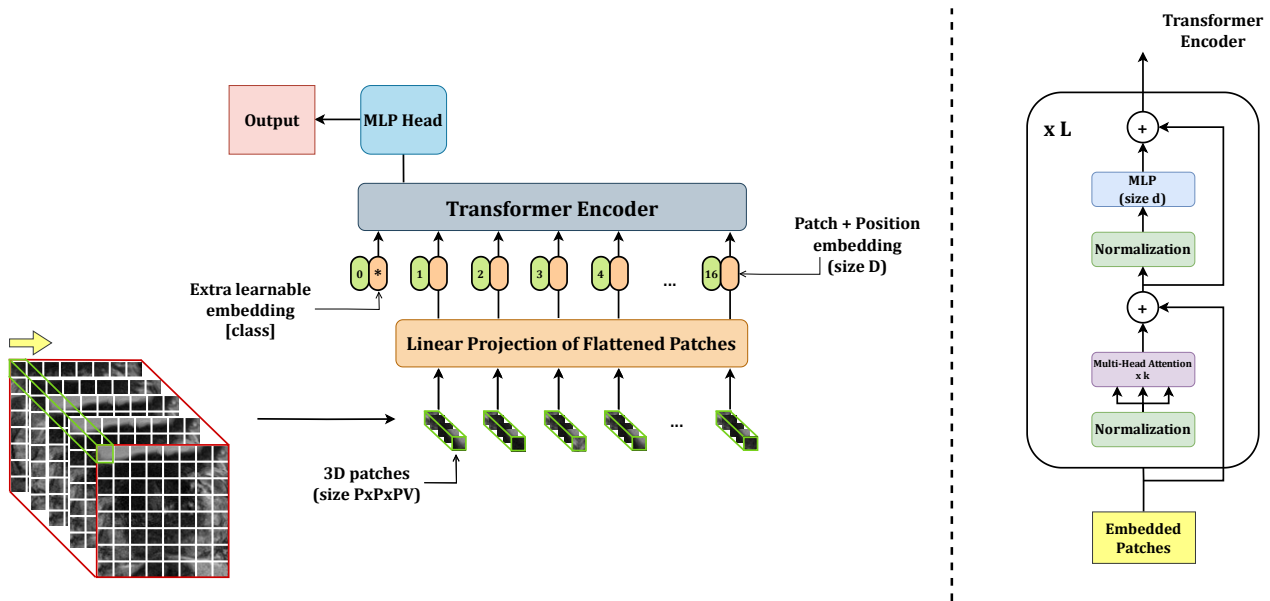 Output
MLP Head
Transformer Encoder
Patch + Position
embedding
(size D)
0
*
1
2
3
4
...
16
Extra learnable
embedding
[class]
Linear Projection of Flattened Patches
...
3D patches
(size PxPxPV)
Transformer
Encoder
x L
+
MLP
(size d)
Normalization
+
Multi-Head Attention
x k
Normalization
Embedded
Patches